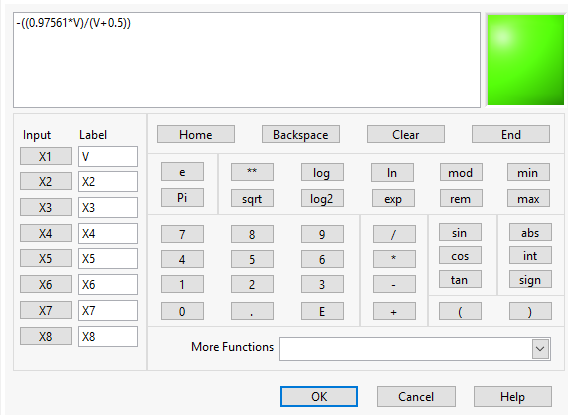 -((0.97561*V)/(V+0.5))
Input Label Home Backspace Clear End
X1 V e ** log ln mod min
X2 X2 Pi sqrt log2 exp rem max
X3 X3
X4 X4 7 8 9 / sin abs
X5 X5 4 5 6 * cos int
X6 X6 1 2 3 - tan sign
X7 X7 0 . E + ( )
X8 X8
More Functions
OK Cancel Help